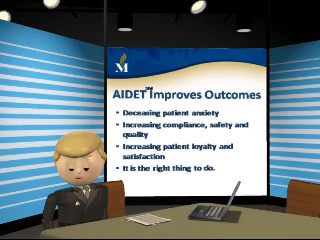 M
AIDET℠ Improves Outcomes
• Deceasing patient anxiety
• Increasing compliance, safety and
quality
• Increasing patient loyalty and
satisfaction
• It is the right thing to do.